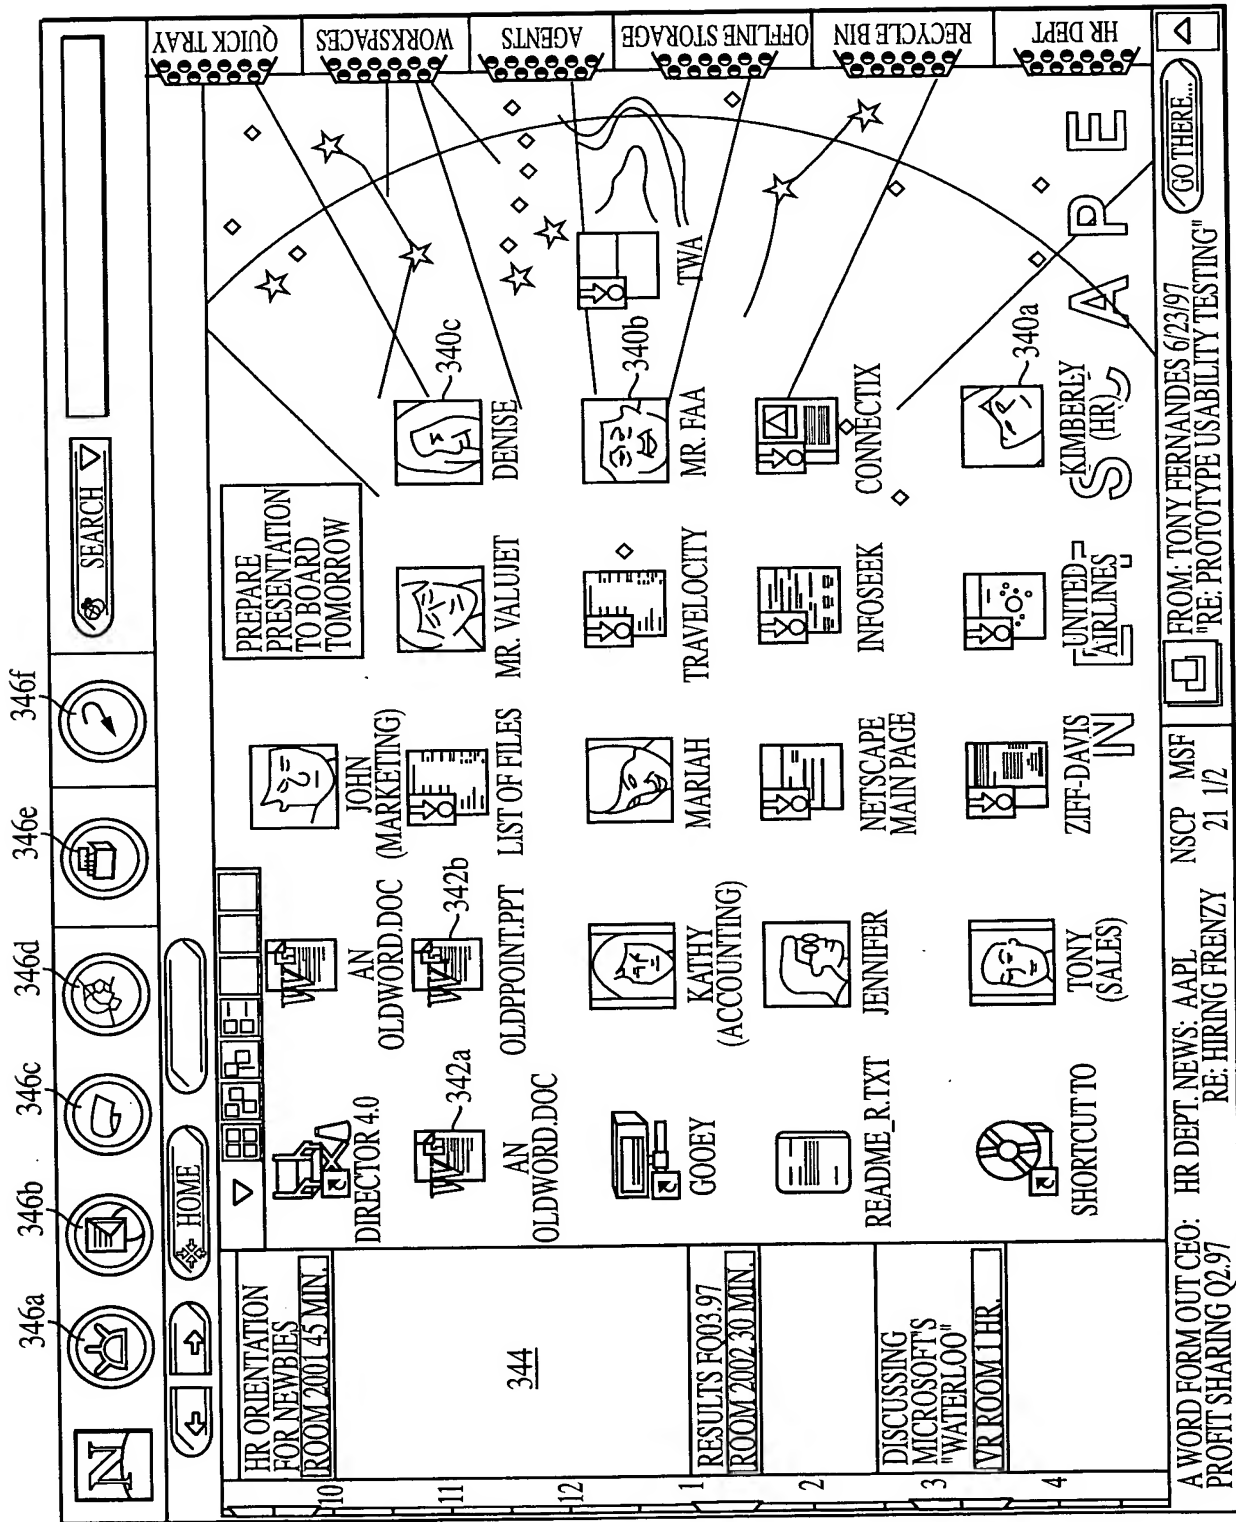 346a
346b
346c
346d
346e
346f
N
SEARCH
HOME
HR ORIENTATION
FOR NEWBIES
ROOM 2001 45 MIN.
344
RESULTS FQ03.97
ROOM 2002 30 MIN.
DISCUSSING
MICROSOFT'S
"WATERLOO"
VR ROOM 1 HR.
10
11
12
1
2
3
4
PREPARE
PRESENTATION
TO BOARD
TOMORROW
DIRECTOR 4.0
AN
OLDWORD.DOC
JOHN
(MARKETING)
W
342a
AN
OLDWORD.DOC
W
342b
OLDPPOINT.PPT
LIST OF FILES
MR. VALUJET
340c
DENISE
GOOEY
KATHY
(ACCOUNTING)
MARIAH
TRAVELOCITY
340b
MR. FAA
TWA
README_R.TXT
JENNIFER
NETSCAPE
MAIN PAGE
INFOSEEK
CONNECTIX
SHORTCUT TO
TONY
(SALES)
ZIFF-DAVIS
UNITED
AIRLINES
340a
KIMBERLY
(HR)
NETSCAPE
QUICK TRAY
WORKSPACES
AGENTS
OFFLINE STORAGE
RECYCLE BIN
HR DEPT
A WORD FORM OUT CEO:
PROFIT SHARING Q2.97
HR DEPT. NEWS: AAPL
RE: HIRING FRENZY
NSCP MSF
21 1/2
FROM: TONY FERNANDES 6/23/97
"RE: PROTOTYPE USABILITY TESTING"
GO THERE...